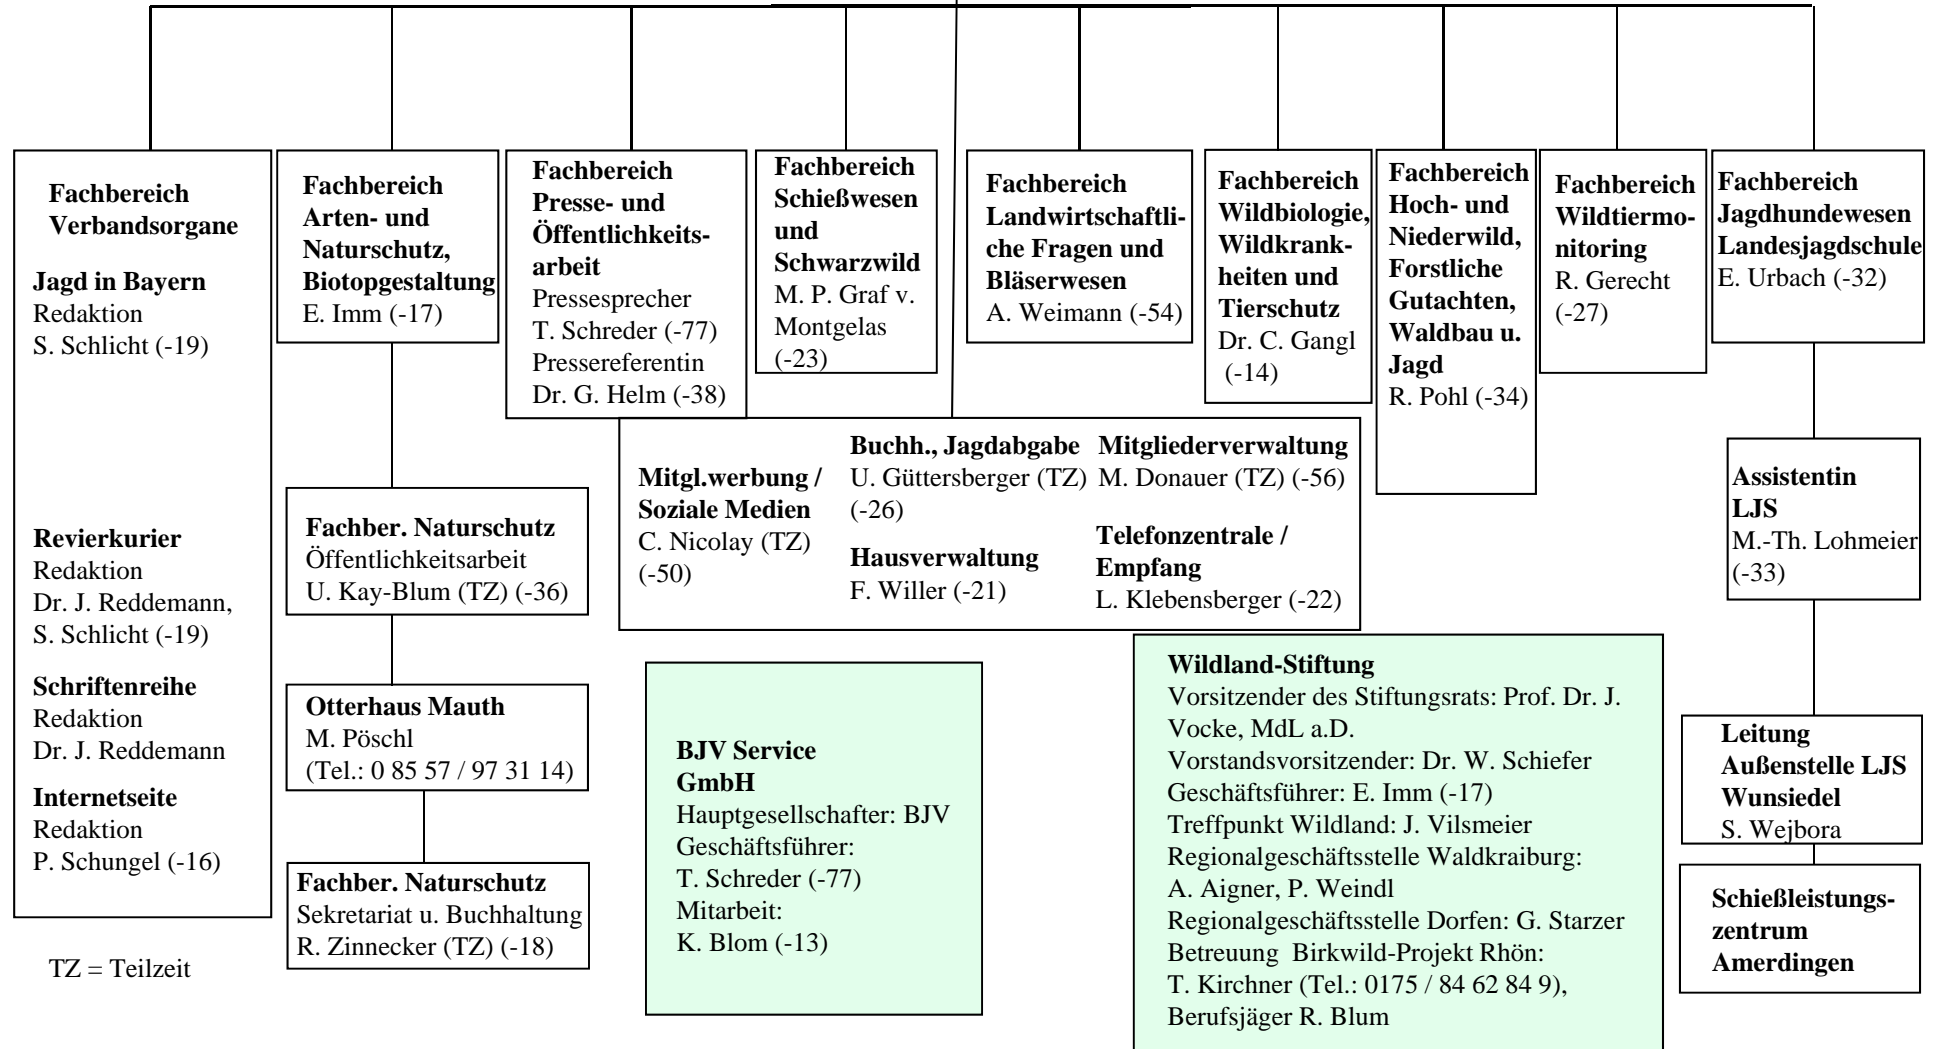 Fachbereich
Verbandsorgane
Jagd in Bayern
Redaktion
S. Schlicht (-19)
Revierkurier
Redaktion
Dr. J. Reddemann,
S. Schlicht (-19)
Schriftenreihe
Redaktion
Dr. J. Reddemann
Internetseite
Redaktion
P. Schungel (-16)
TZ = Teilzeit
Fachbereich
Arten- und
Naturschutz,
Biotopgestaltung
E. Imm (-17)
Fachber. Naturschutz
Öffentlichkeitsarbeit
U. Kay-Blum (TZ) (-36)
Otterhaus Mauth
M. Pöschl
(Tel.: 0 85 57 / 97 31 14)
Fachber. Naturschutz
Sekretariat u. Buchhaltung
R. Zinnecker (TZ) (-18)
Fachbereich
Presse- und
Öffentlichkeits-
arbeit
Pressesprecher
T. Schreder (-77)
Pressereferentin
Dr. G. Helm (-38)
Fachbereich
Schießwesen
und
Schwarzwild
M. P. Graf v.
Montgelas
(-23)
Fachbereich
Landwirtschaftli-
che Fragen und
Bläserwesen
A. Weimann (-54)
Fachbereich
Wildbiologie,
Wildkrank-
heiten und
Tierschutz
Dr. C. Gangl
(-14)
Fachbereich
Hoch- und
Niederwild,
Forstliche
Gutachten,
Waldbau u.
Jagd
R. Pohl (-34)
Fachbereich
Wildtiermo-
nitoring
R. Gerecht
(-27)
Fachbereich
Jagdhundewesen
Landesjagdschule
E. Urbach (-32)
Assistentin
LJS
M.-Th. Lohmeier
(-33)
Leitung
Außenstelle LJS
Wunsiedel
S. Wejbora
Schießleistungs-
zentrum
Amerdingen
Mitgl.werbung /
Soziale Medien
C. Nicolay (TZ)
(-50)
Buchh., Jagdabgabe
U. Güttersberger (TZ)
(-26)
Hausverwaltung
F. Willer (-21)
Mitgliederverwaltung
M. Donauer (TZ) (-56)
Telefonzentrale /
Empfang
L. Klebensberger (-22)
BJV Service
GmbH
Hauptgesellschafter: BJV
Geschäftsführer:
T. Schreder (-77)
Mitarbeit:
K. Blom (-13)
Wildland-Stiftung
Vorsitzender des Stiftungsrats: Prof. Dr. J.
Vocke, MdL a.D.
Vorstandsvorsitzender: Dr. W. Schiefer
Geschäftsführer: E. Imm (-17)
Treffpunkt Wildland: J. Vilsmeier
Regionalgeschäftsstelle Waldkraiburg:
A. Aigner, P. Weindl
Regionalgeschäftsstelle Dorfen: G. Starzer
Betreuung Birkwild-Projekt Rhön:
T. Kirchner (Tel.: 0175 / 84 62 84 9),
Berufsjäger R. Blum